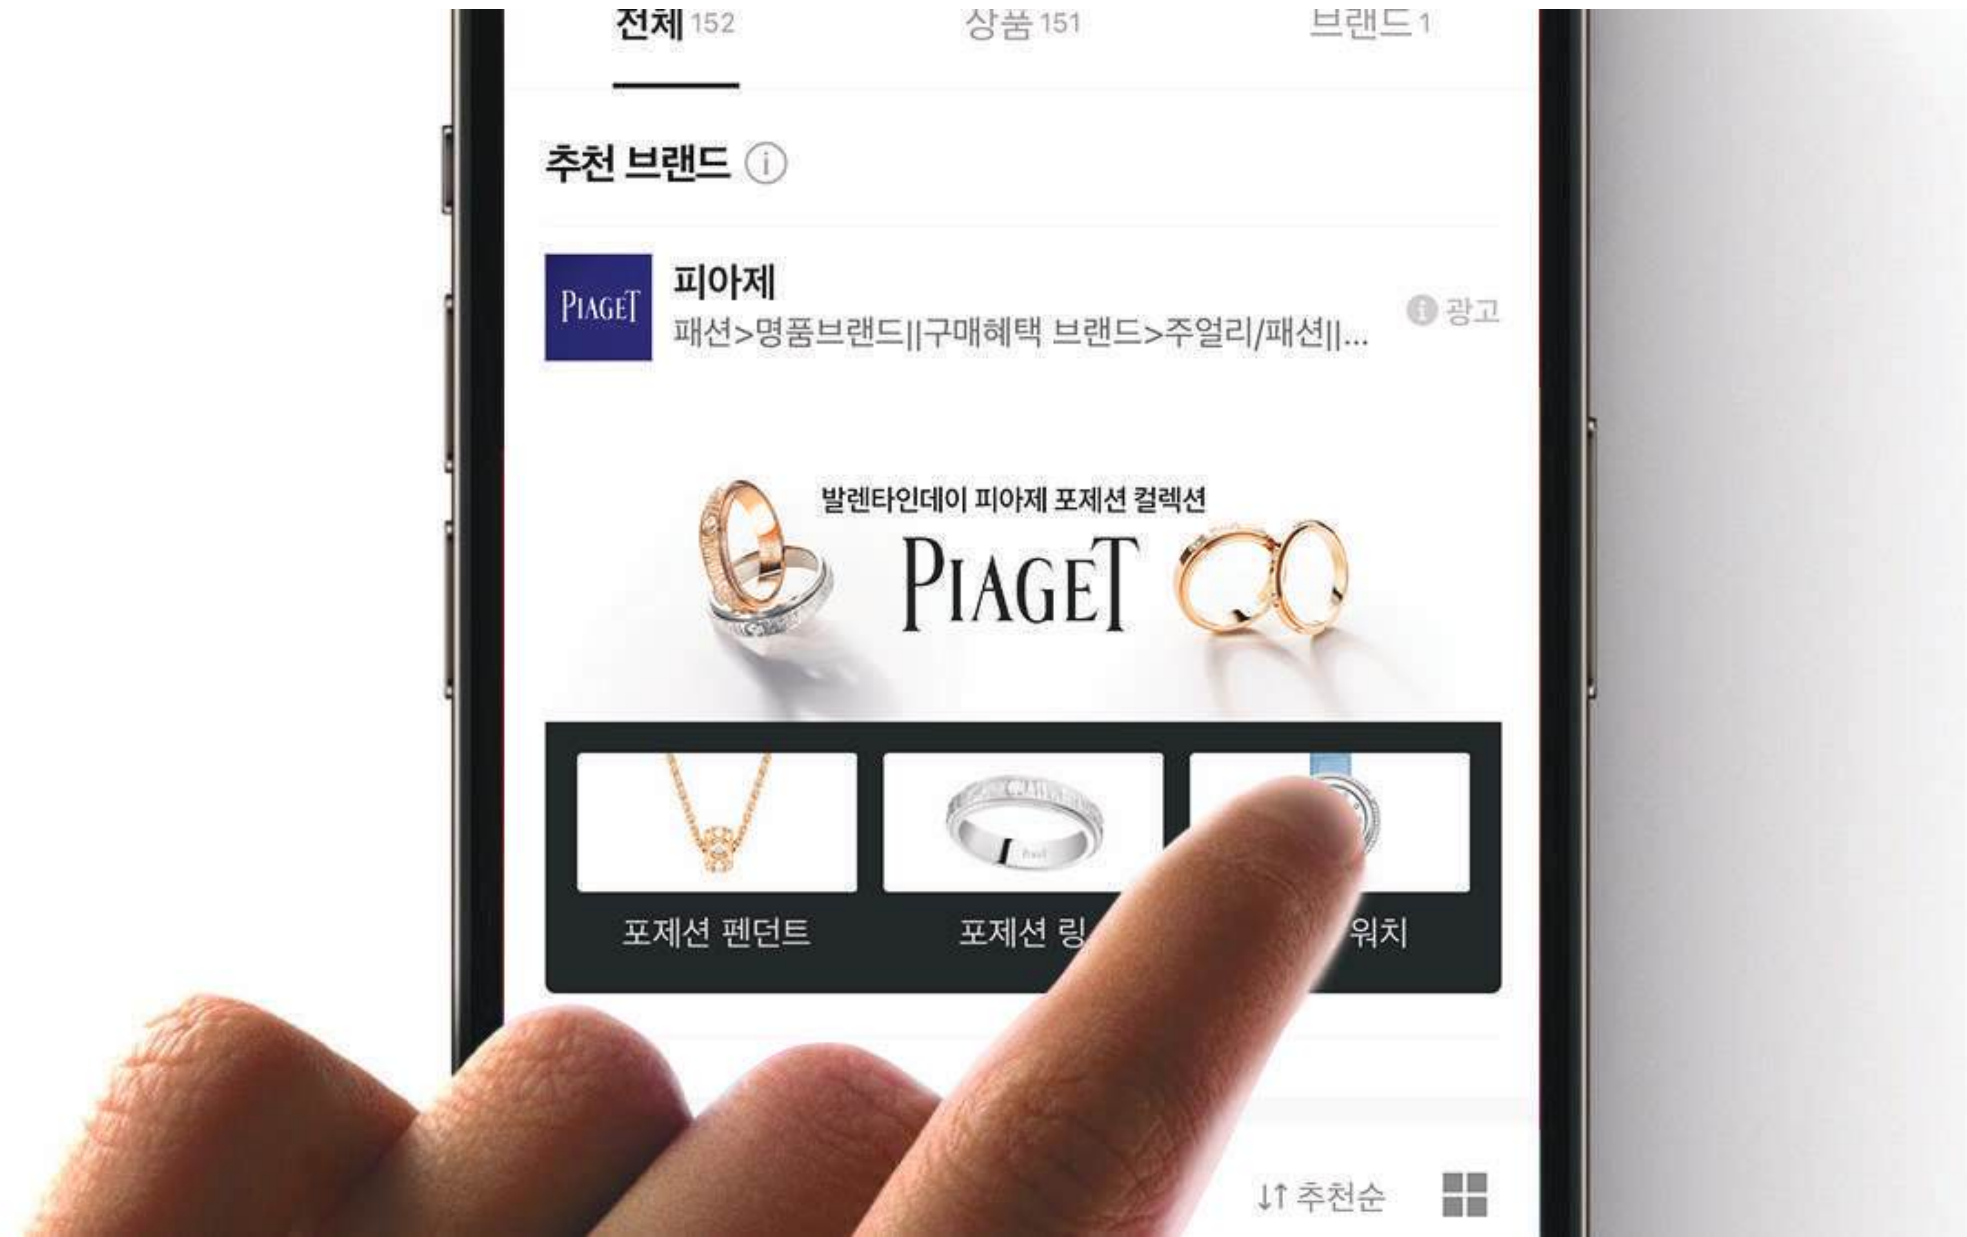 전체 152
상품 151
브랜드 1
추천 브랜드
PIAGET
피아제
패션>명품브랜드||구매혜택 브랜드>주얼리/패션||...
광고
발렌타인데이 피아제 포제션 컬렉션
PIAGET
Piaget
포제션 펜던트
포제션 링
워치
↓↑ 추천순